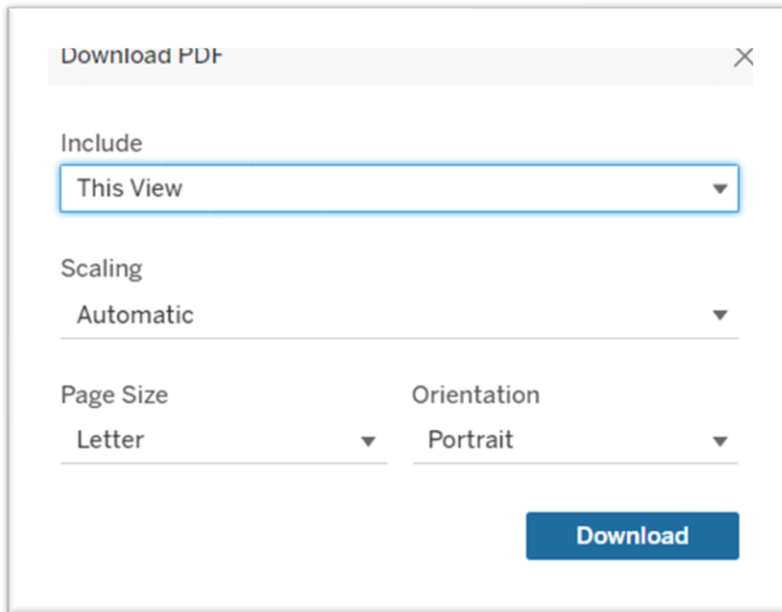 Download PDF
Include
This View
Scaling
Automatic
Page Size Orientation
Letter Portrait
Download